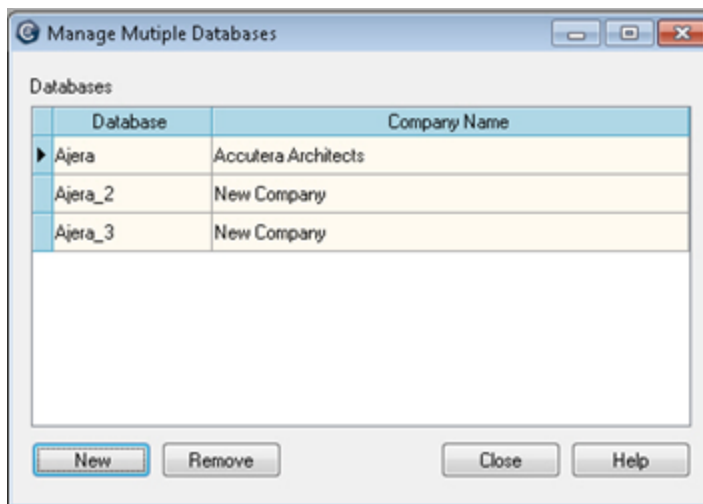 Manage Mutiple Databases
Databases
Database Company Name
Ajera Accutera Architects
Ajera_2 New Company
Ajera_3 New Company
New Remove Close Help